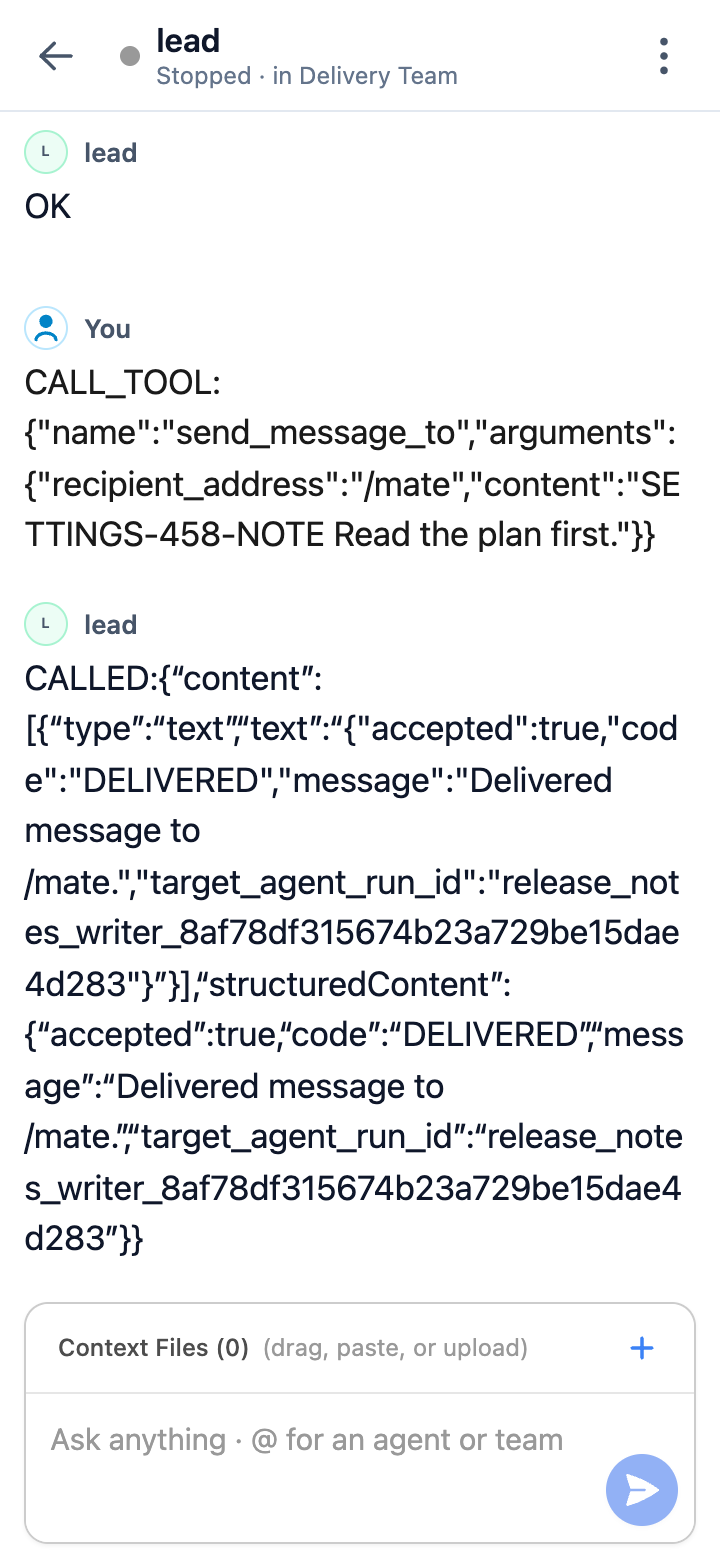 lead
Stopped · in Delivery Team
L lead
OK
You
CALL_TOOL:
{"name":"send_message_to","arguments":
{"recipient_address":"/mate","content":"SE
TTINGS-458-NOTE Read the plan first."}}
L lead
CALLED:{“content”:
[{“type”:“text”,“text”:“{"accepted":true,"cod
e":"DELIVERED","message":"Delivered
message to
/mate.","target_agent_run_id":"release_not
es_writer_8af78df315674b23a729be15dae
4d283"}”}],“structuredContent”:
{“accepted”:true,“code”:“DELIVERED”,“mess
age”:“Delivered message to
/mate.”,“target_agent_run_id”:“release_note
s_writer_8af78df315674b23a729be15dae4
d283”}}
Context Files (0) (drag, paste, or upload)
Ask anything · @ for an agent or team